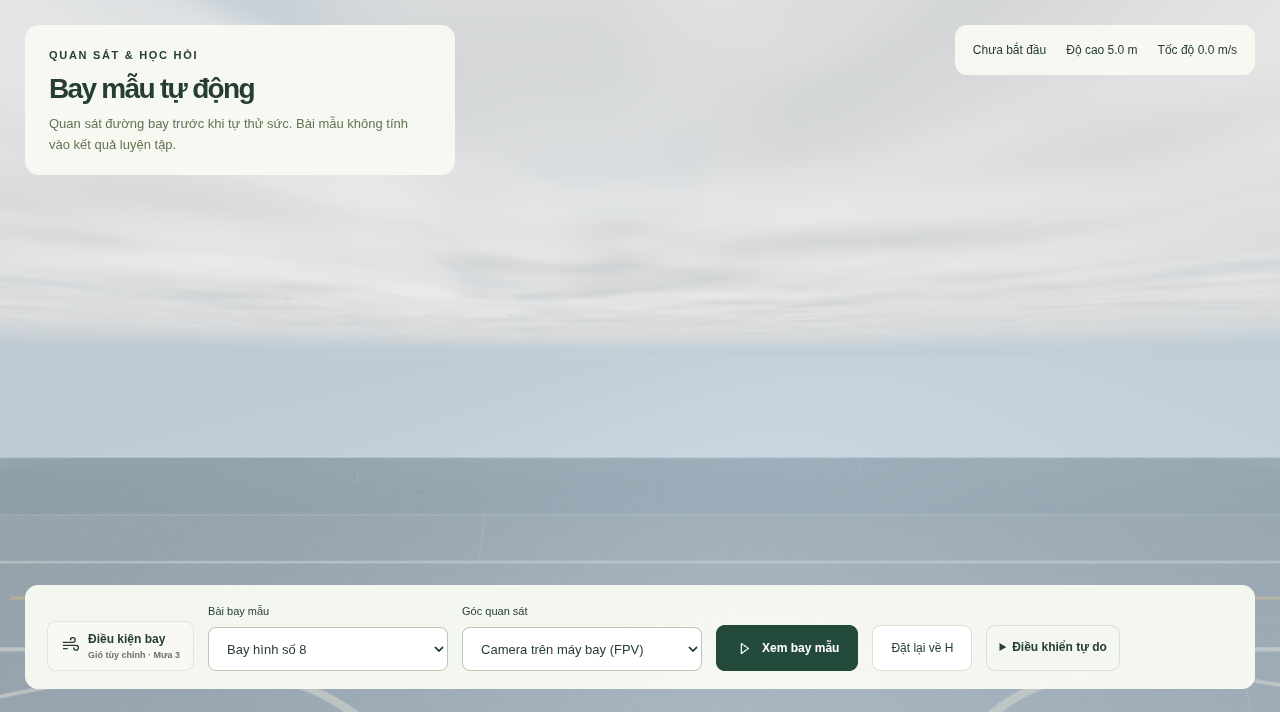 QUAN SÁT & HỌC HỎI
Bay mẫu tự động
Quan sát đường bay trước khi tự thử sức. Bài mẫu không tính
vào kết quả luyện tập.
Chưa bắt đầu Độ cao 5.0 m Tốc độ 0.0 m/s
Điều kiện bay
Gió tùy chỉnh · Mưa 3
Bài bay mẫu
Bay hình số 8
Góc quan sát
Camera trên máy bay (FPV)
Xem bay mẫu
Đặt lại về H
Điều khiển tự do